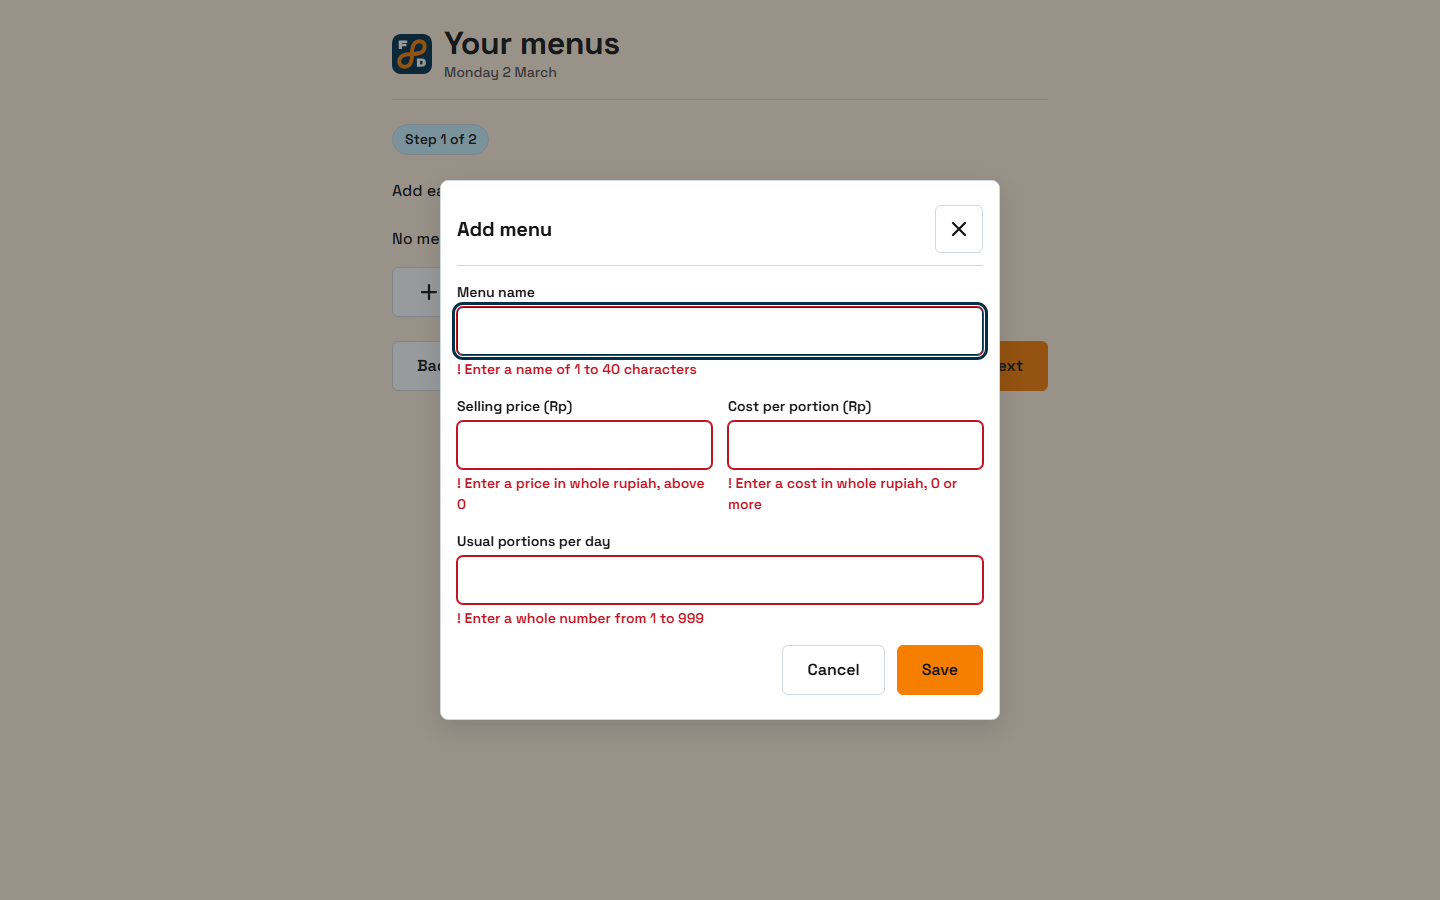 F D
Your menus
Monday 2 March
Step 1 of 2
Add
No
Add menu
Menu name
! Enter a name of 1 to 40 characters
Selling price (Rp)
Cost per portion (Rp)
! Enter a price in whole rupiah, above
0
! Enter a cost in whole rupiah, 0 or
more
Usual portions per day
! Enter a whole number from 1 to 999
Cancel
Save